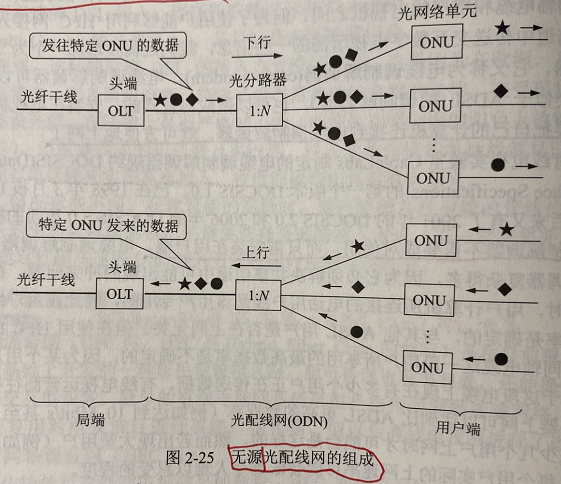 光网络单元
发往特定 ONU 的数据
下行
ONU
头端
光分路器
光纤干线
OLT
1:N
ONU
ONU
特定 ONU 发来的数据
上行
ONU
头端
光纤干线
OLT
1:N
ONU
ONU
局端
光配线网(ODN)
用户端
图 2-25 无源光配线网的组成